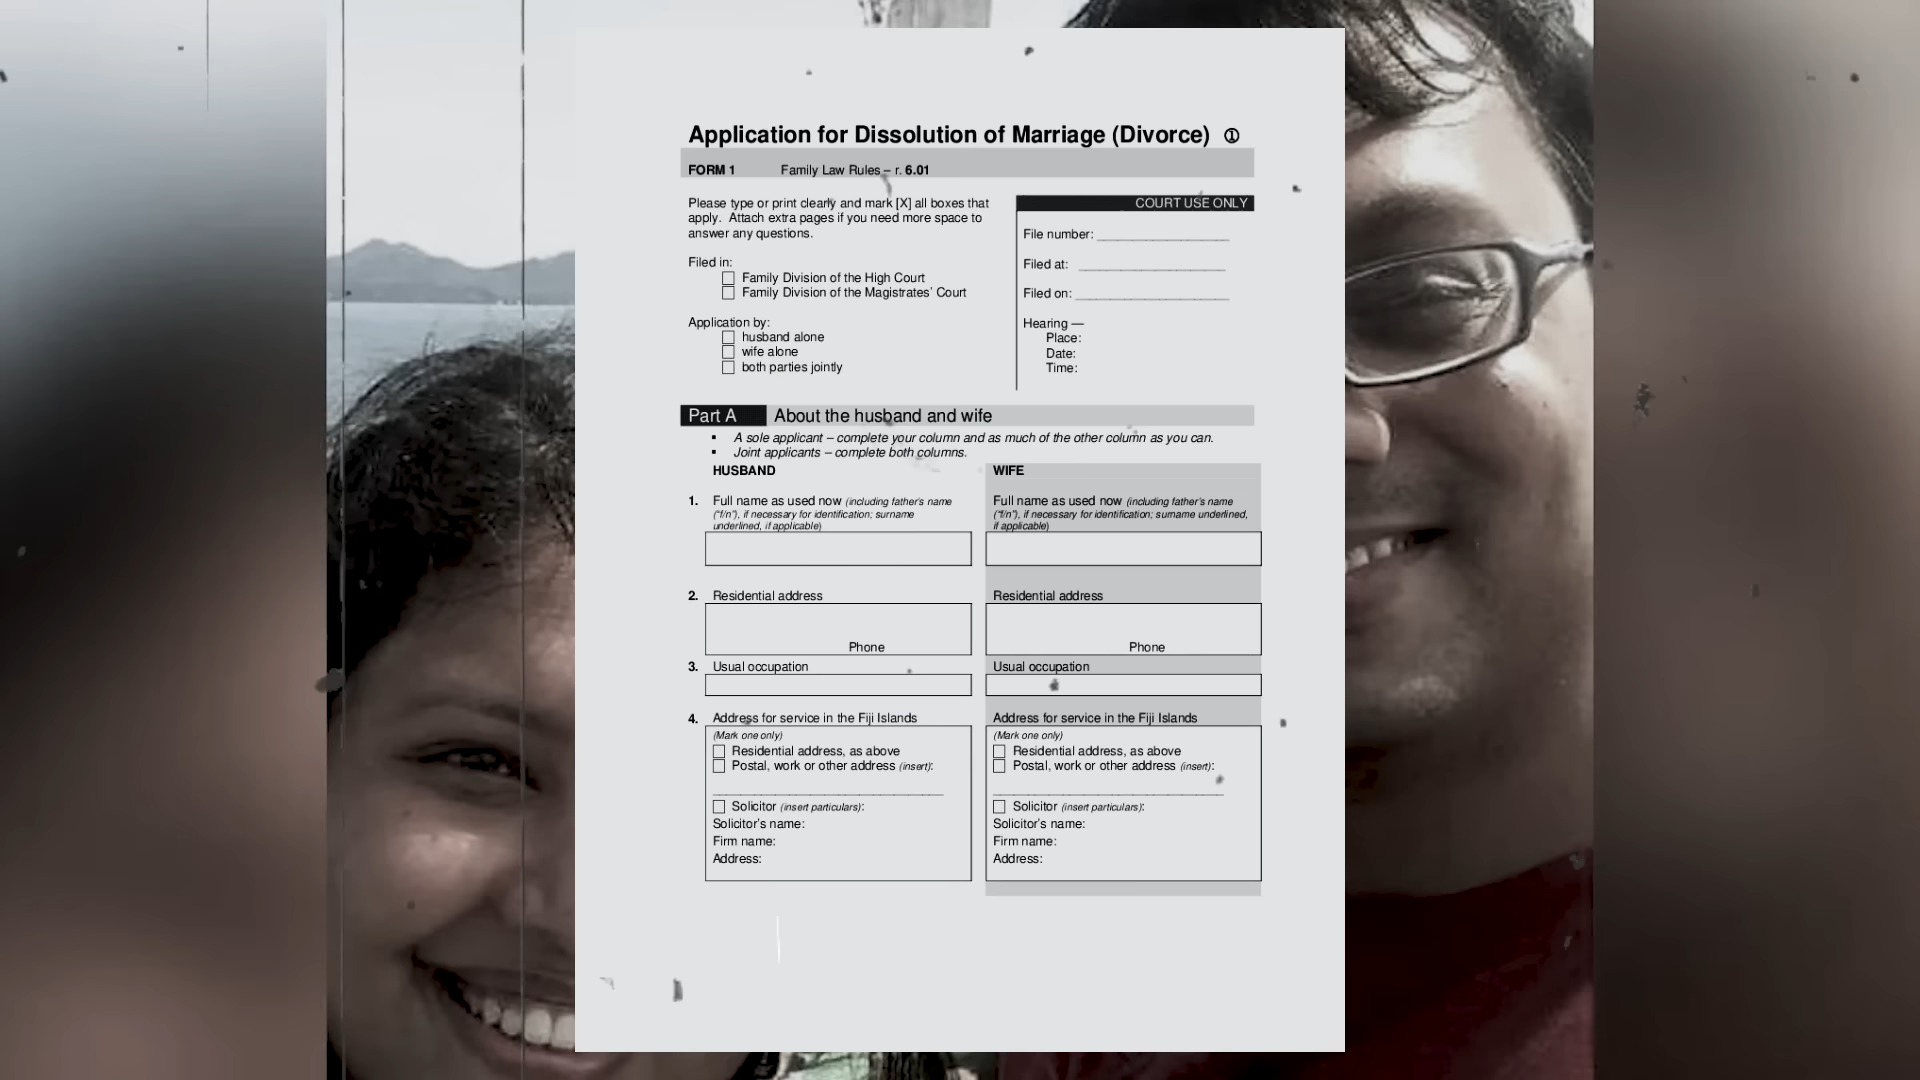 Application for Dissolution of Marriage (Divorce) ①
FORM 1 Family Law Rules – r. 6.01
Please type or print clearly and mark [X] all boxes that
apply. Attach extra pages if you need more space to
answer any questions.
Filed in:
Family Division of the High Court
Family Division of the Magistrates' Court
Application by:
husband alone
wife alone
both parties jointly
COURT USE ONLY
File number:
Filed at:
Filed on:
Hearing —
Place:
Date:
Time:
Part A About the husband and wife
▪ A sole applicant – complete your column and as much of the other column as you can.
▪ Joint applicants – complete both columns.
HUSBAND
WIFE
1. Full name as used now (including father's name
("f/n"), if necessary for identification; surname
underlined, if applicable)
Full name as used now (including father's name
("f/n"), if necessary for identification; surname underlined,
if applicable)
2. Residential address
Phone
Residential address
Phone
3. Usual occupation
Usual occupation
4. Address for service in the Fiji Islands
(Mark one only)
Residential address, as above
Postal, work or other address (insert):
Solicitor (insert particulars):
Solicitor's name:
Firm name:
Address:
Address for service in the Fiji Islands
(Mark one only)
Residential address, as above
Postal, work or other address (insert):
Solicitor (insert particulars):
Solicitor's name:
Firm name:
Address: